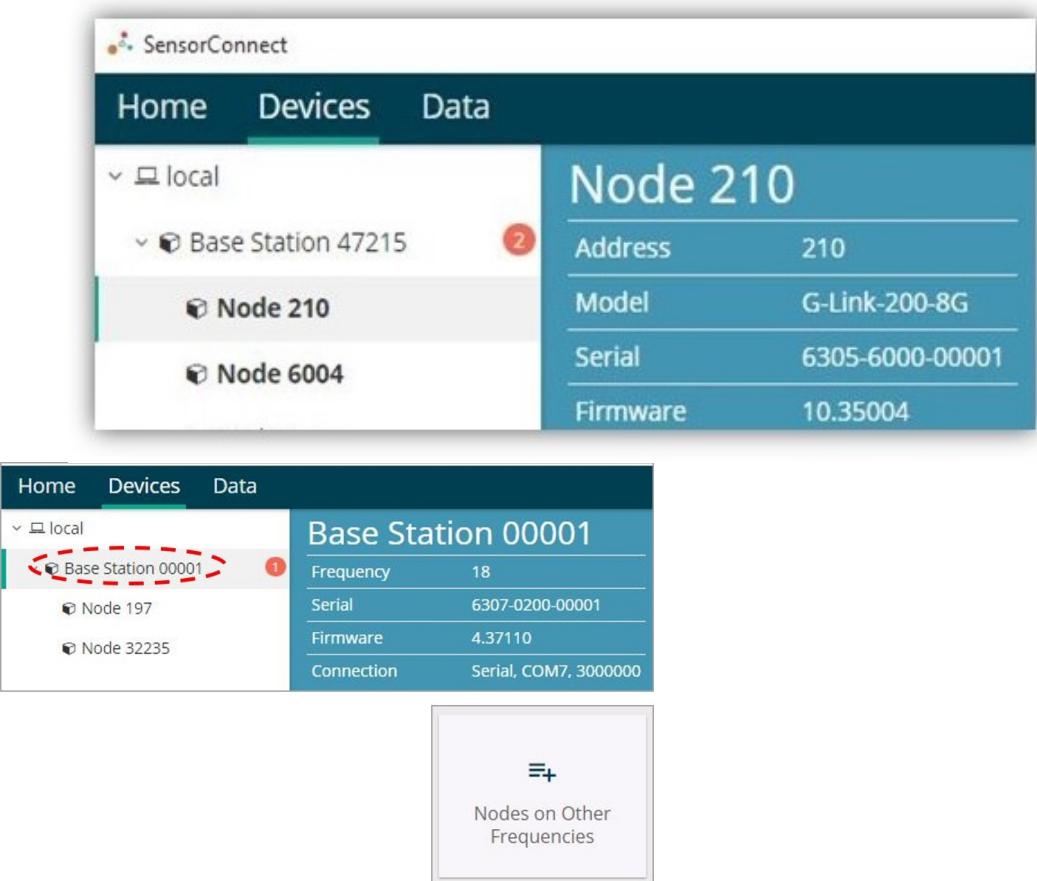 SensorConnect
Home Devices Data
local
Base Station 47215 2
Node 210
Node 6004
Node 210
Address 210
Model G-Link-200-8G
Serial 6305-6000-00001
Firmware 10.35004
Home Devices Data
local
Base Station 00001 1
Node 197
Node 32235
Base Station 00001
Frequency 18
Serial 6307-0200-00001
Firmware 4.37110
Connection Serial, COM7, 3000000
Nodes on Other
Frequencies